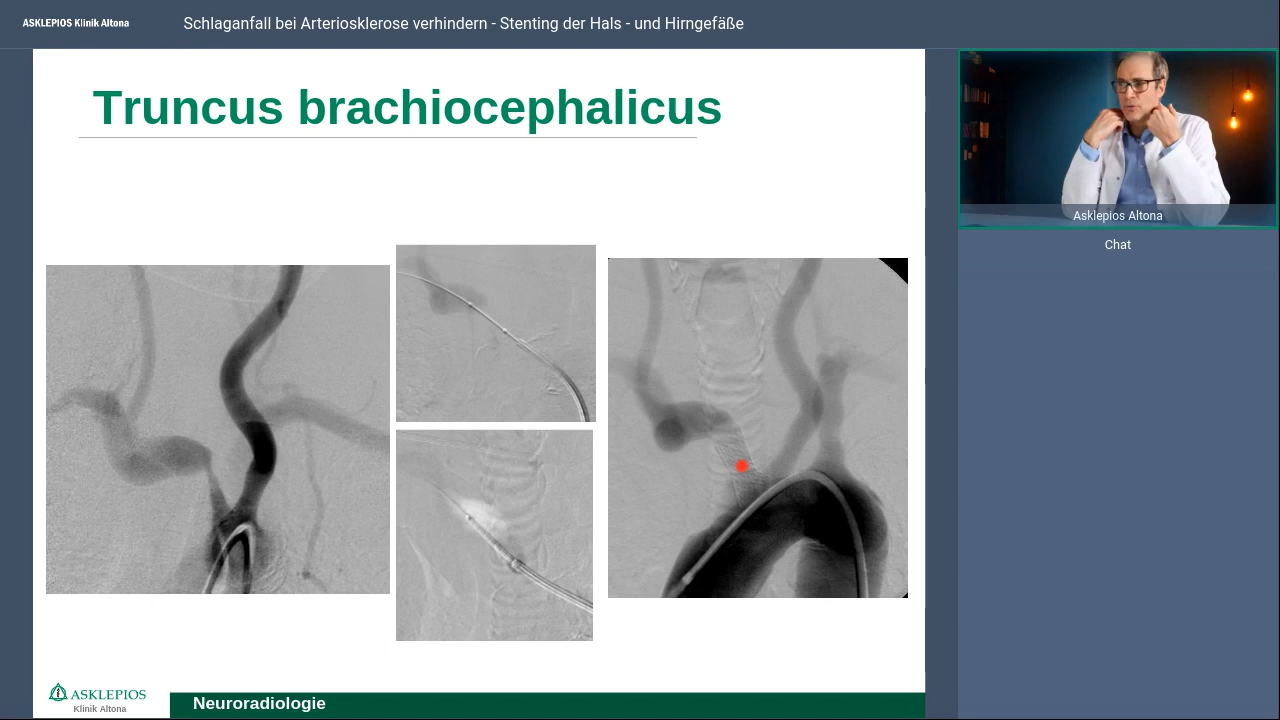 ASKLEPIOS Klinik Altona
Schlaganfall bei Arteriosklerose verhindern - Stenting der Hals - und Hirngefäße
Truncus brachiocephalicus
Asklepios Altona
Chat
ASKLEPIOS
Klinik Altona
Neuroradiologie